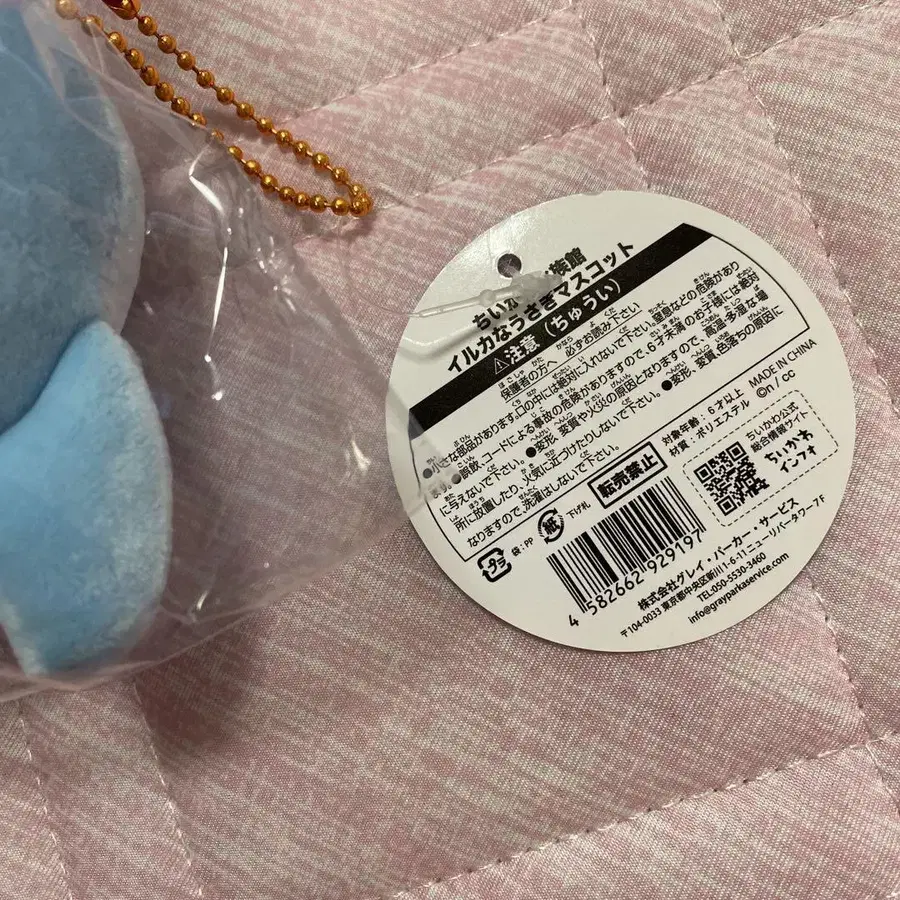 ちいか 族館
イルカなうさぎマスコット
⚠注意(ちゅうい)
保護者の方へ 必ずお読み下さい
●小さな部品があります。口の中には絶対に入れないで下さい。窒息などの危険があり
ます。●誤飲、コードによる事故の危険がありますので、6才未満のお子様には絶対
に与えないで下さい。●変形、変質や火災の原因となりますので、高温・多湿な場
所に放置したり、火気に近づけたりしないで下さい。●変形、変質、色落ちの原因に
なりますので、洗濯はしないで下さい。
対象年齢:6才以上 MADE IN CHINA
材質:ポリエステル ©n / cc
転売禁止
ちいかわ公式
総合情報サイト
ちいかわ
インフォ
プラ
袋:PP
紙
下げ札
4 582662 929197
株式会社グレイ・パーカー・サービス
〒104-0033 東京都中央区新川1-6-11 ニューリバータワー7F
TEL:050-5530-3460
info@grayparkaservice.com